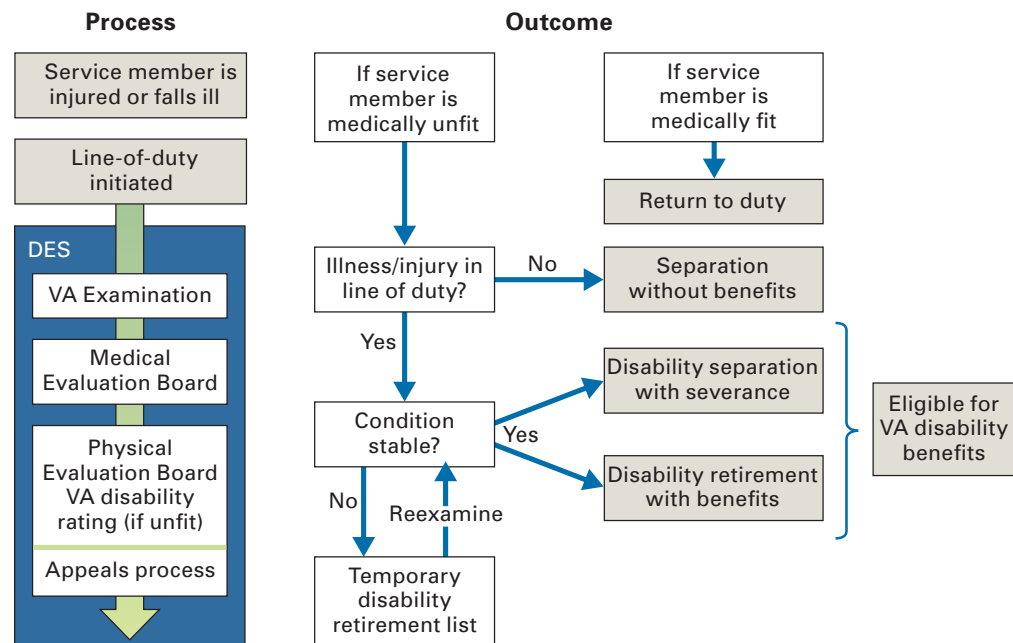 Process
Service member is
injured or falls ill
Line-of-duty
initiated
DES
VA Examination
Medical
Evaluation Board
Physical
Evaluation Board
VA disability
rating (if unfit)
Appeals process
Outcome
If service
member is
medically unfit
If service
member is
medically fit
Return to duty
Illness/injury in
line of duty?
No
Separation
without benefits
Yes
Condition
stable?
Yes
Disability separation
with severance
Disability retirement
with benefits
Eligible for
VA disability
benefits
No
Reexamine
Temporary
disability
retirement list